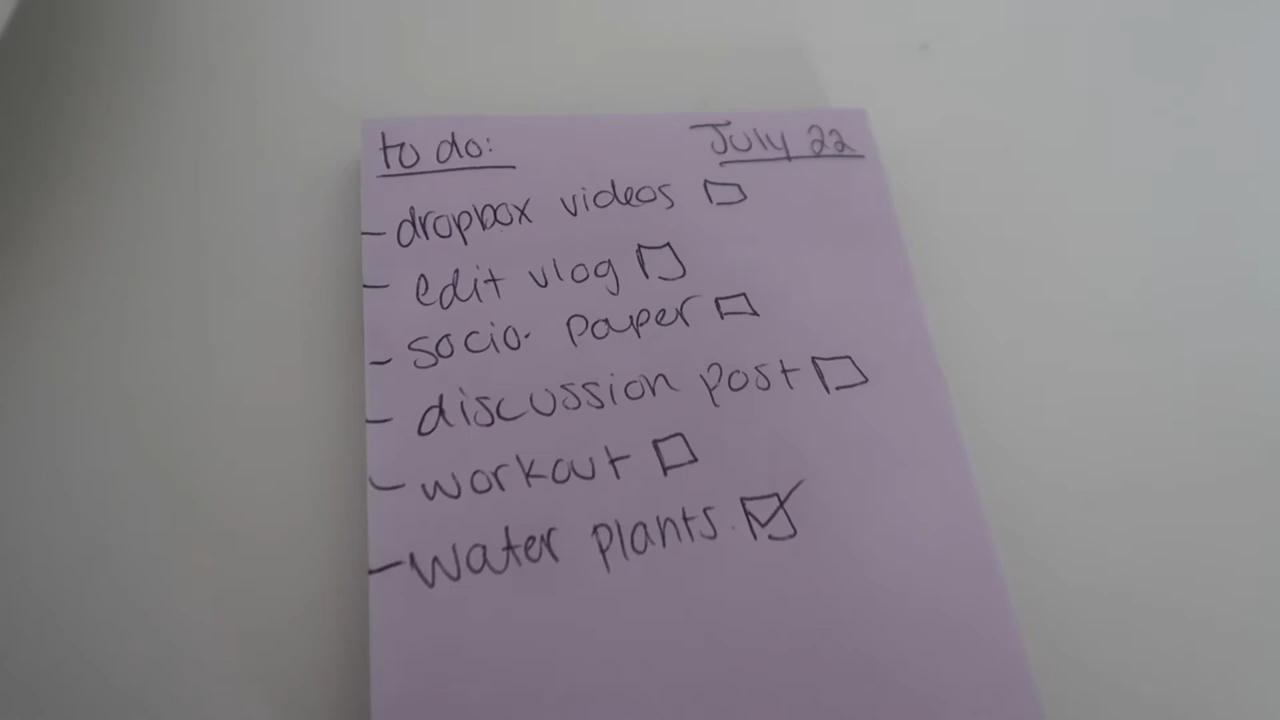 to do: July 22
- dropbox videos ☐
- edit vlog ☐
- socio. paper ☐
- discussion post ☐
- workout ☐
- water plants ☑